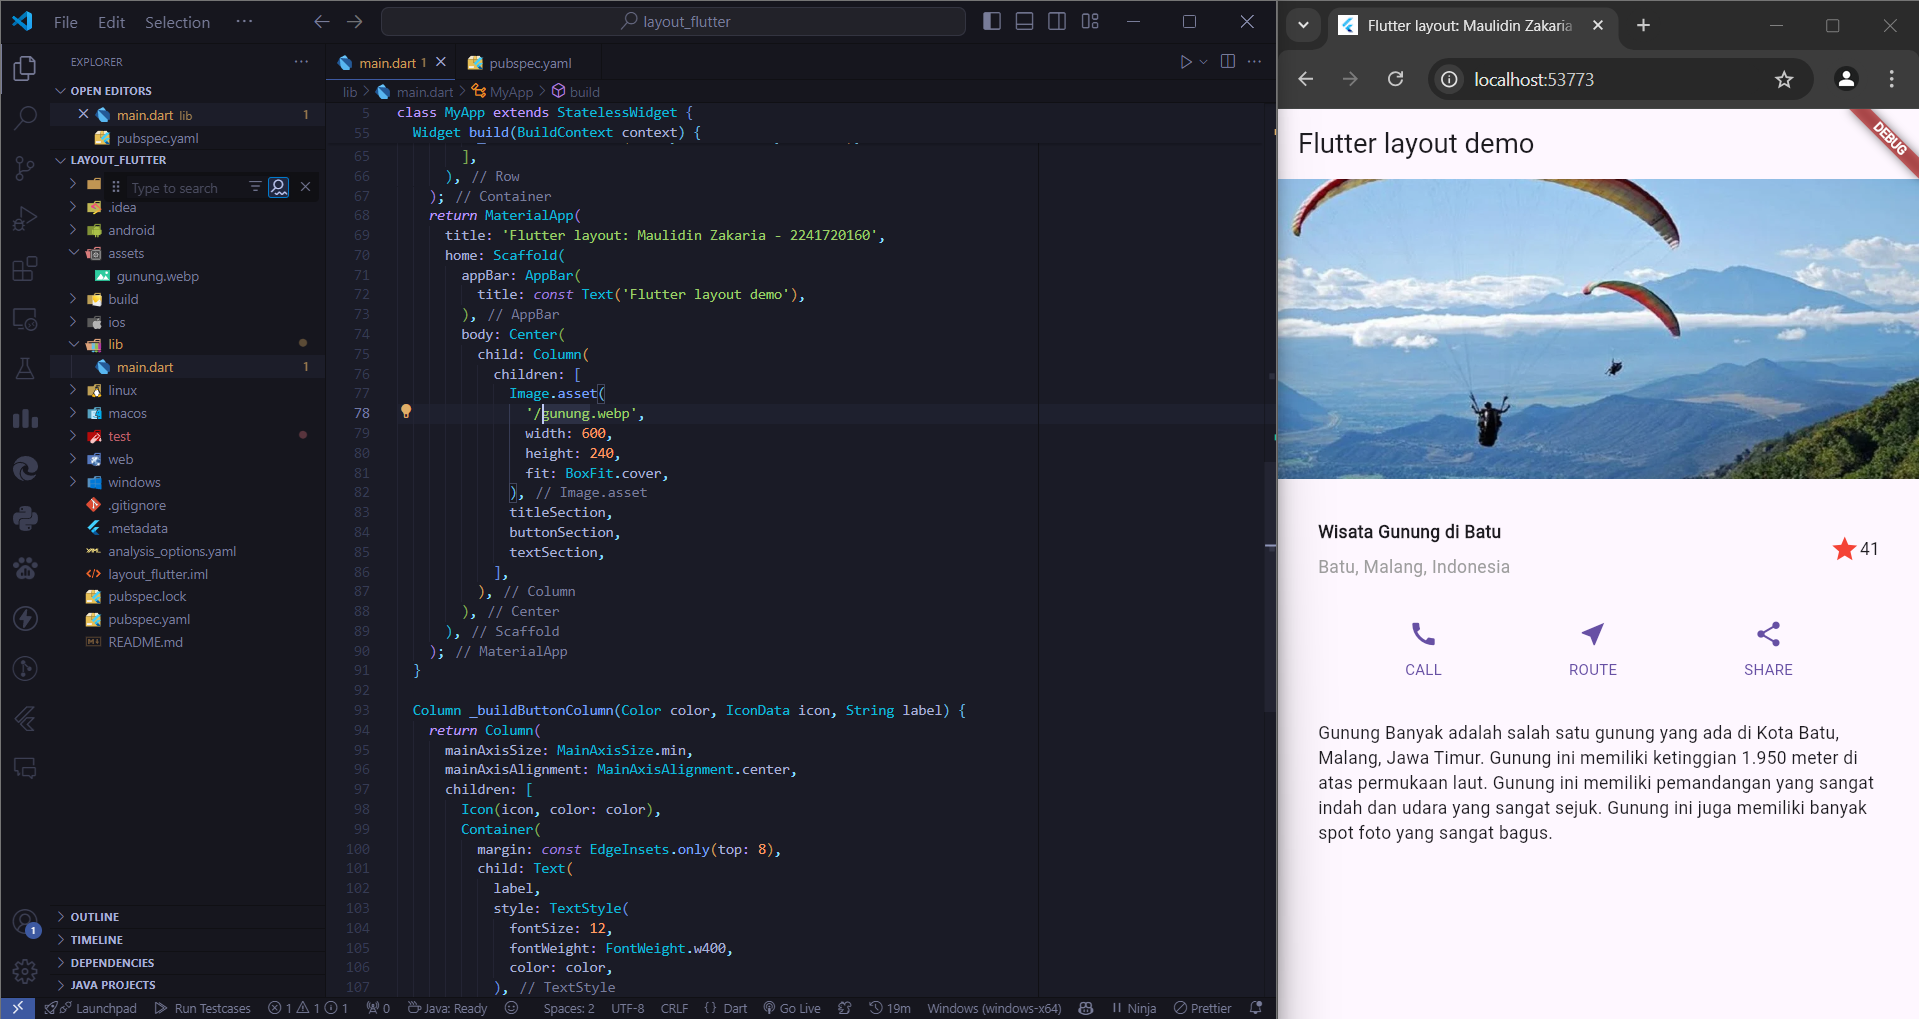 File Edit Selection ··· layout_flutter
EXPLORER ···
OPEN EDITORS
main.dart lib 1
pubspec.yaml
LAYOUT_FLUTTER
Type to search
.idea
android
assets
gunung.webp
build
ios
lib
main.dart 1
linux
macos
test
web
windows
.gitignore
.metadata
analysis_options.yaml
layout_flutter.iml
pubspec.lock
pubspec.yaml
README.md
OUTLINE
TIMELINE
DEPENDENCIES
JAVA PROJECTS
1
main.dart 1
pubspec.yaml
lib > main.dart > MyApp > build
5 class MyApp extends StatelessWidget {
55 Widget build(BuildContext context) {
65 ],
66 ), // Row
67 ); // Container
68 return MaterialApp(
69 title: 'Flutter layout: Maulidin Zakaria - 2241720160',
70 home: Scaffold(
71 appBar: AppBar(
72 title: const Text('Flutter layout demo'),
73 ), // AppBar
74 body: Center(
75 child: Column(
76 children: [
77 Image.asset(
78 '/gunung.webp',
79 width: 600,
80 height: 240,
81 fit: BoxFit.cover,
82 ), // Image.asset
83 titleSection,
84 buttonSection,
85 textSection,
86 ],
87 ), // Column
88 ), // Center
89 ), // Scaffold
90 ); // MaterialApp
91 }
92
93 Column _buildButtonColumn(Color color, IconData icon, String label) {
94 return Column(
95 mainAxisSize: MainAxisSize.min,
96 mainAxisAlignment: MainAxisAlignment.center,
97 children: [
98 Icon(icon, color: color),
99 Container(
100 margin: const EdgeInsets.only(top: 8),
101 child: Text(
102 label,
103 style: TextStyle(
104 fontSize: 12,
105 fontWeight: FontWeight.w400,
106 color: color,
107 ), // TextStyle
Launchpad Run Testcases 1 1 1 0 Java: Ready Spaces: 2 UTF-8 CRLF {} Dart Go Live 19m Windows (windows-x64) Ninja Prettier
Flutter layout: Maulidin Zakaria
localhost:53773
Flutter layout demo
DEBUG
Wisata Gunung di Batu
Batu, Malang, Indonesia
41
CALL ROUTE SHARE
Gunung Banyak adalah salah satu gunung yang ada di Kota Batu,
Malang, Jawa Timur. Gunung ini memiliki ketinggian 1.950 meter di
atas permukaan laut. Gunung ini memiliki pemandangan yang sangat
indah dan udara yang sangat sejuk. Gunung ini juga memiliki banyak
spot foto yang sangat bagus.